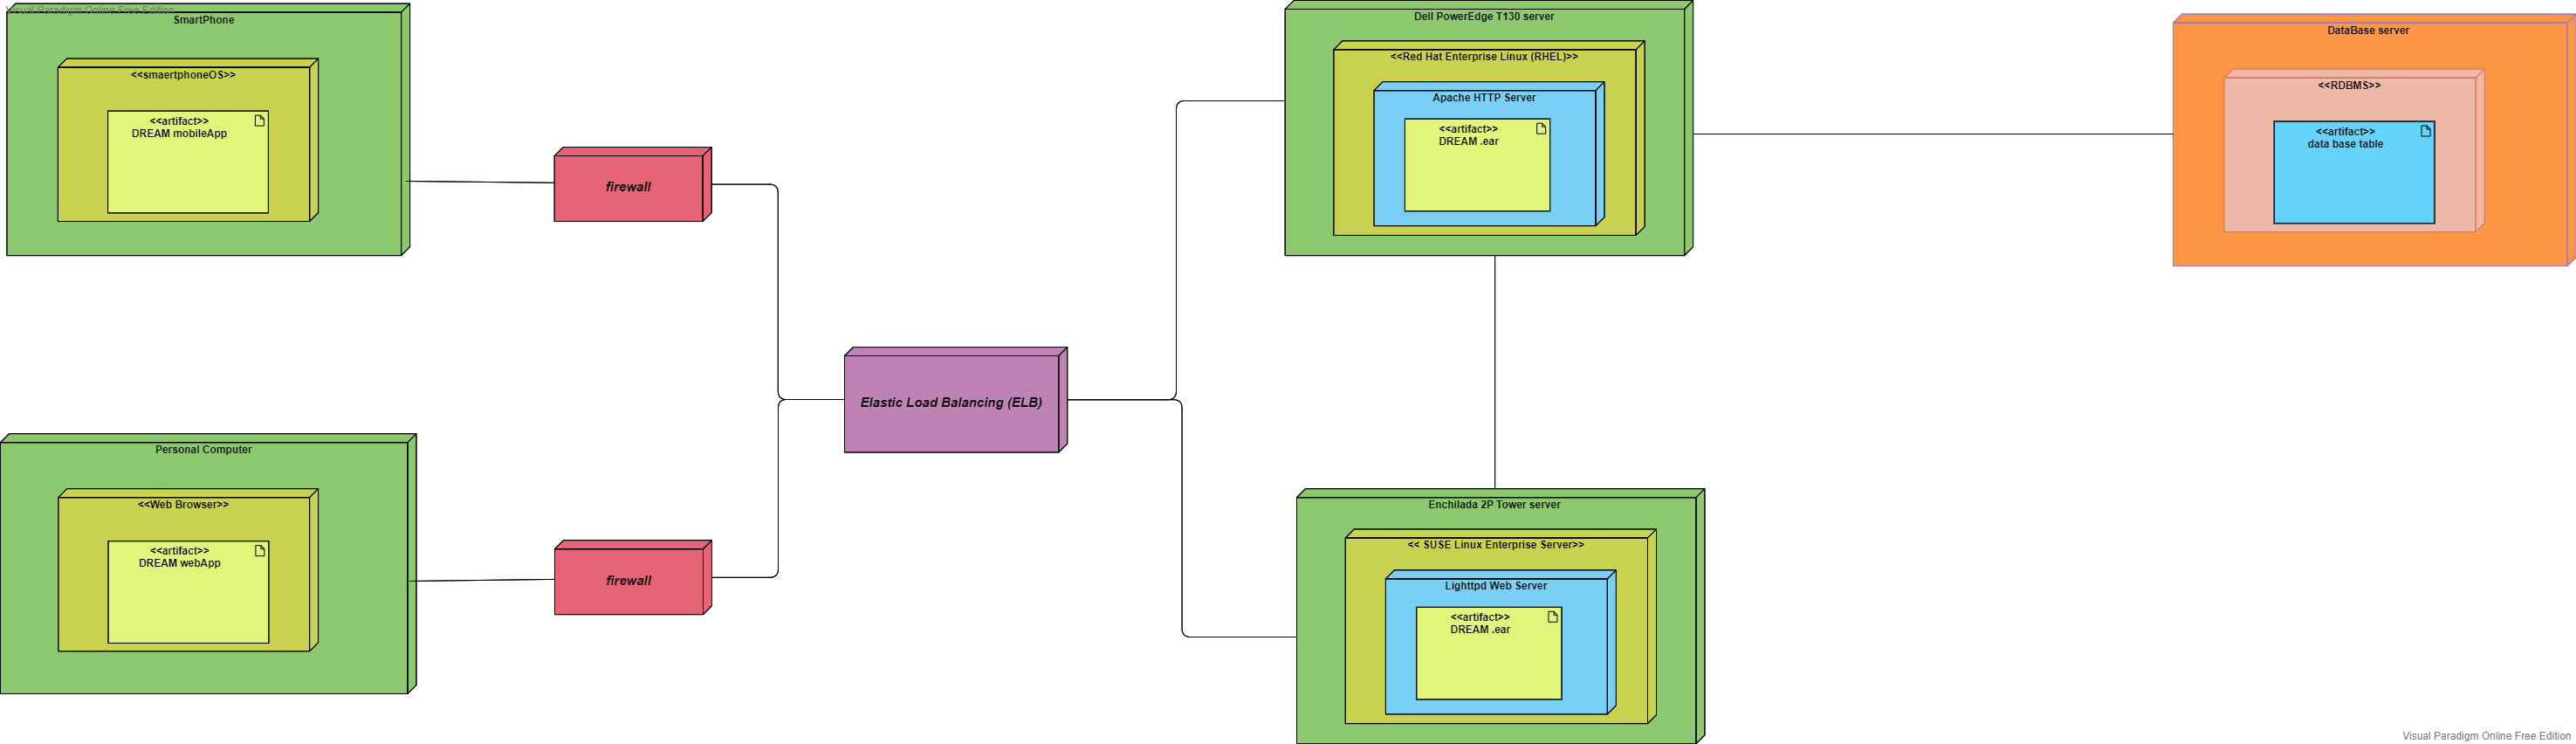 Visual Paradigm Online Free Edition
SmartPhone
<<smaertphoneOS>>
<<artifact>>
DREAM mobileApp
firewall
Personal Computer
<<Web Browser>>
<<artifact>>
DREAM webApp
firewall
Elastic Load Balancing (ELB)
Dell PowerEdge T130 server
<<Red Hat Enterprise Linux (RHEL)>>
Apache HTTP Server
<<artifact>>
DREAM .ear
Enchilada 2P Tower server
<< SUSE Linux Enterprise Server>>
Lighttpd Web Server
<<artifact>>
DREAM .ear
DataBase server
<<RDBMS>>
<<artifact>>
data base table
Visual Paradigm Online Free Edition